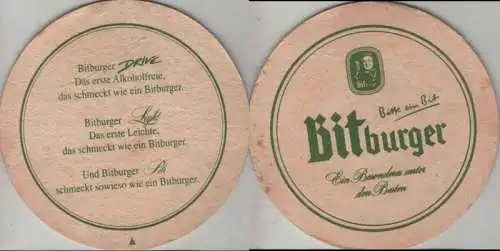 Bitburger DRIVE
Das erste Alkoholfreie,
das schmeckt wie ein Bitburger.
Bitburger Light
Das erste Leichte,
das schmeckt wie ein Bitburger.
Und Bitburger Pils
schmeckt sowieso wie ein Bitburger.
Bitte ein Bit
Bitburger
Ein Besonderes unter
den Besten